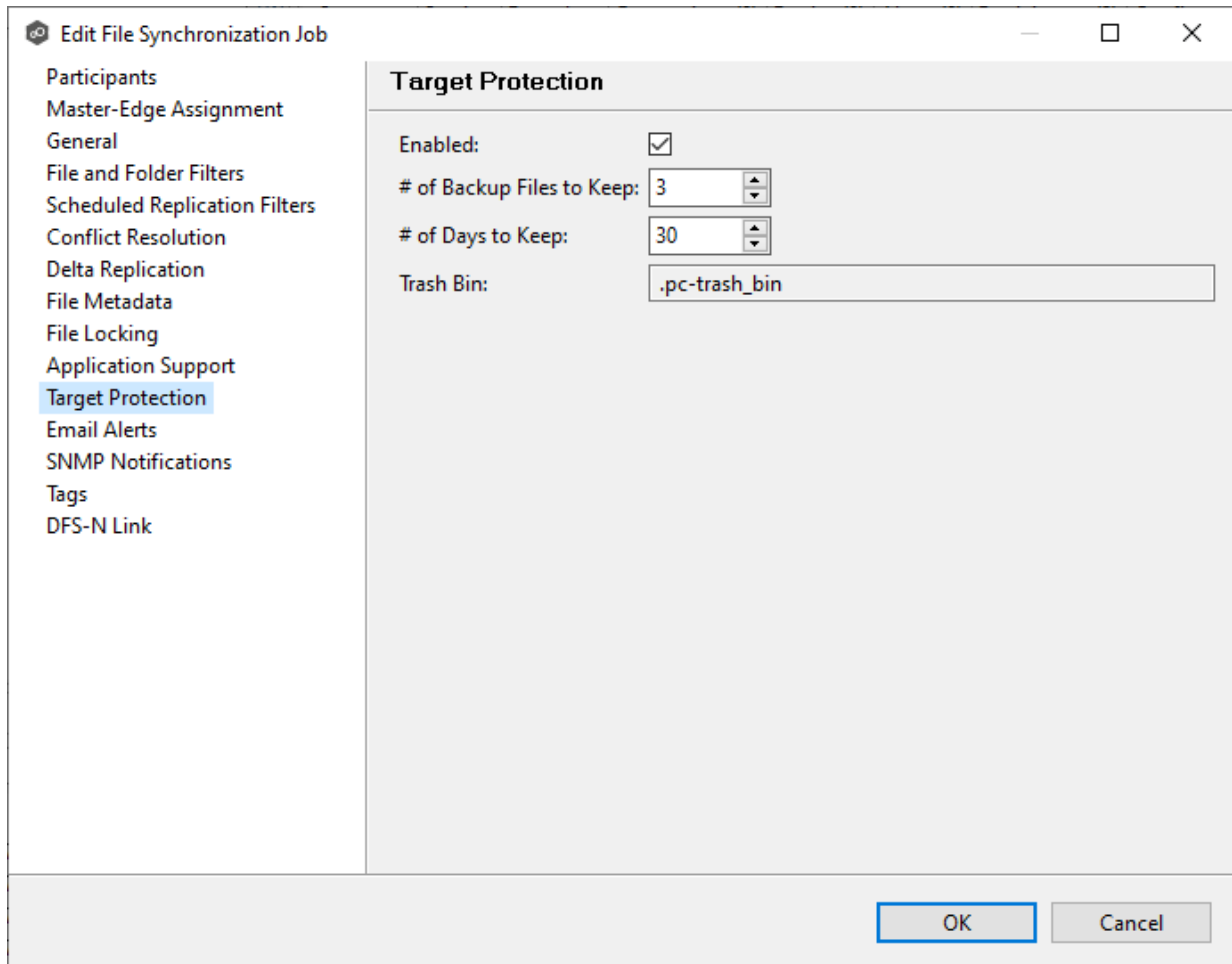 Edit File Synchronization Job
Participants
Master-Edge Assignment
General
File and Folder Filters
Scheduled Replication Filters
Conflict Resolution
Delta Replication
File Metadata
File Locking
Application Support
Target Protection
Email Alerts
SNMP Notifications
Tags
DFS-N Link
Target Protection
Enabled:
# of Backup Files to Keep: 3
# of Days to Keep: 30
Trash Bin: .pc-trash_bin
OK Cancel